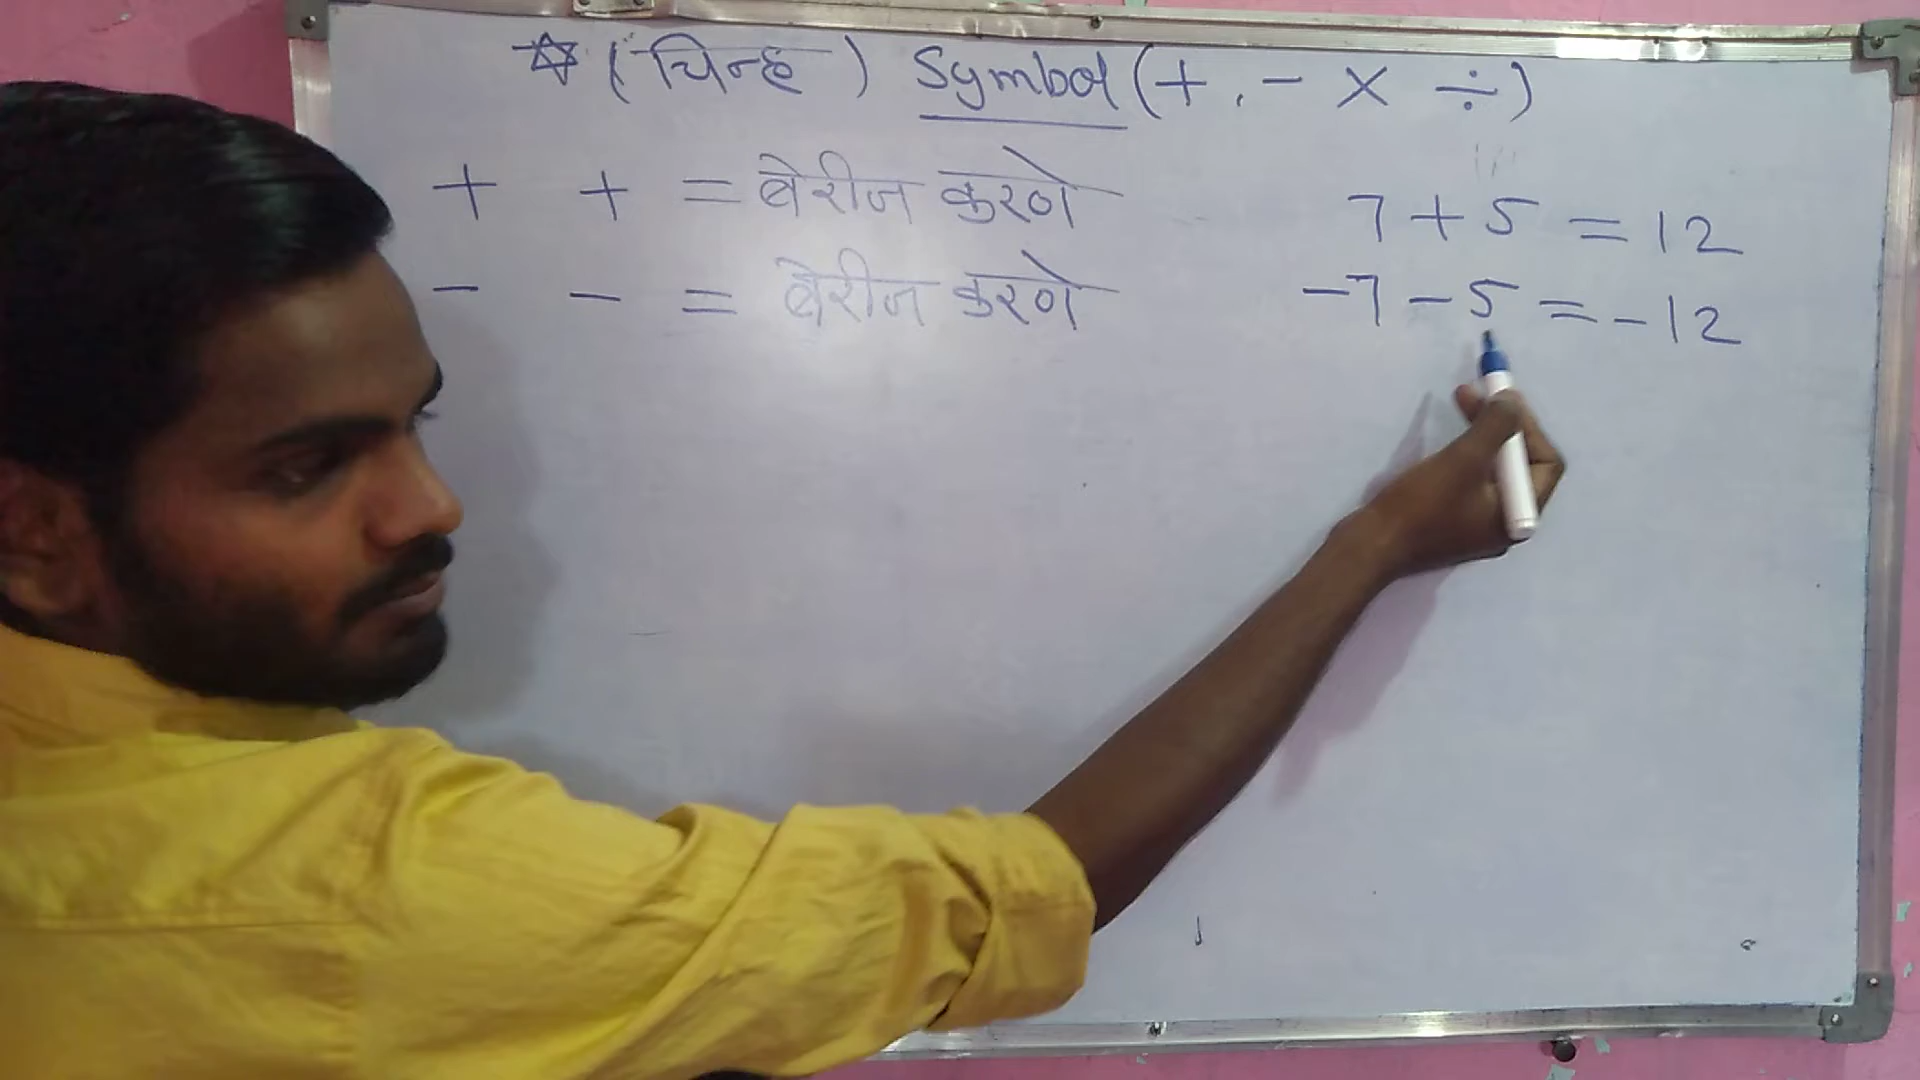 ☆ (चिन्ह) Symbol (+, - × ÷)
+ + = बेरीज करणे 7 + 5 = 12
- - = बेरीज करणे -7 - 5 = -12